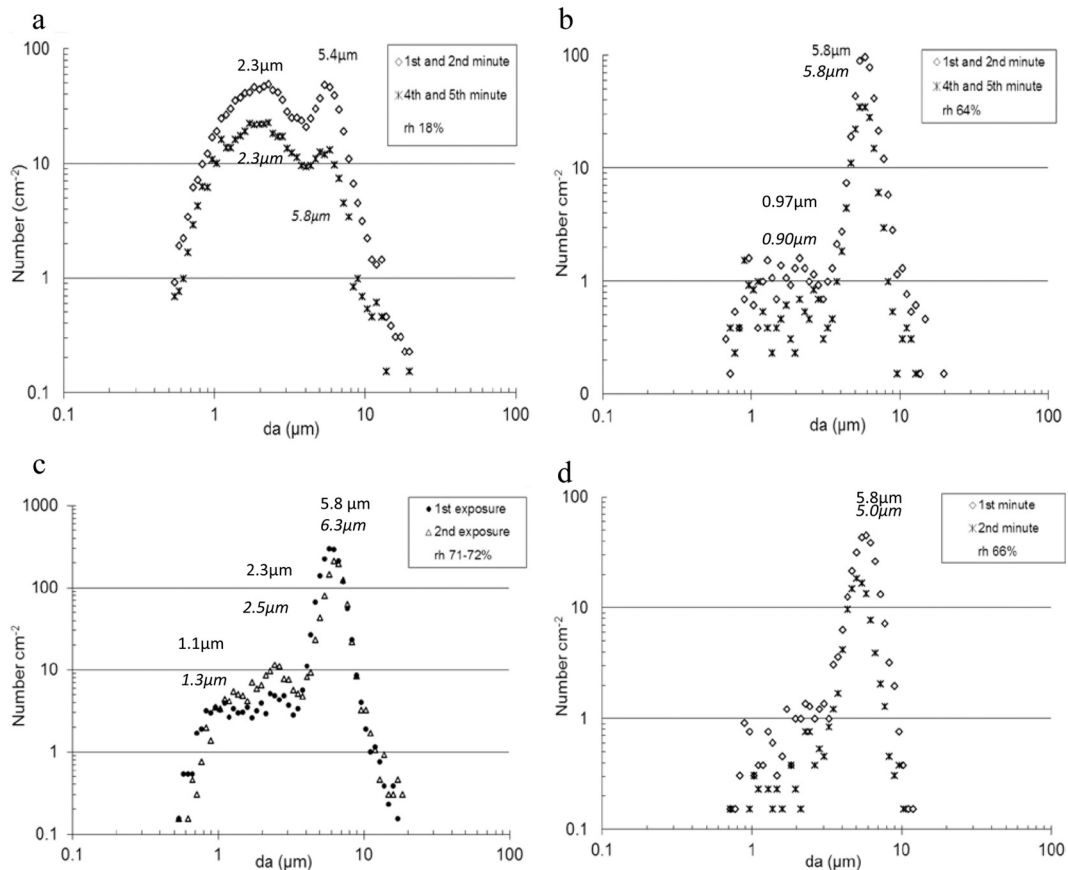 a
Number (cm⁻²)
100
10
1
0.1
0.1
1
10
100
da (µm)
2.3µm
5.4µm
2.3µm
5.8µm
1st and 2nd minute
4th and 5th minute
rh 18%
b
Number cm⁻²
100
10
1
0
0.1
1
10
100
da (µm)
5.8µm
5.8µm
0.97µm
0.90µm
1st and 2nd minute
4th and 5th minute
rh 64%
c
Number cm⁻²
1000
100
10
1
0.1
0.1
1
10
100
da (µm)
5.8 µm
6.3µm
2.3µm
2.5µm
1.1µm
1.3µm
1st exposure
2nd exposure
rh 71-72%
d
Number cm⁻²
100
10
1
0.1
0.1
1
10
100
da (µm)
5.8µm
5.0µm
1st minute
2nd minute
rh 66%